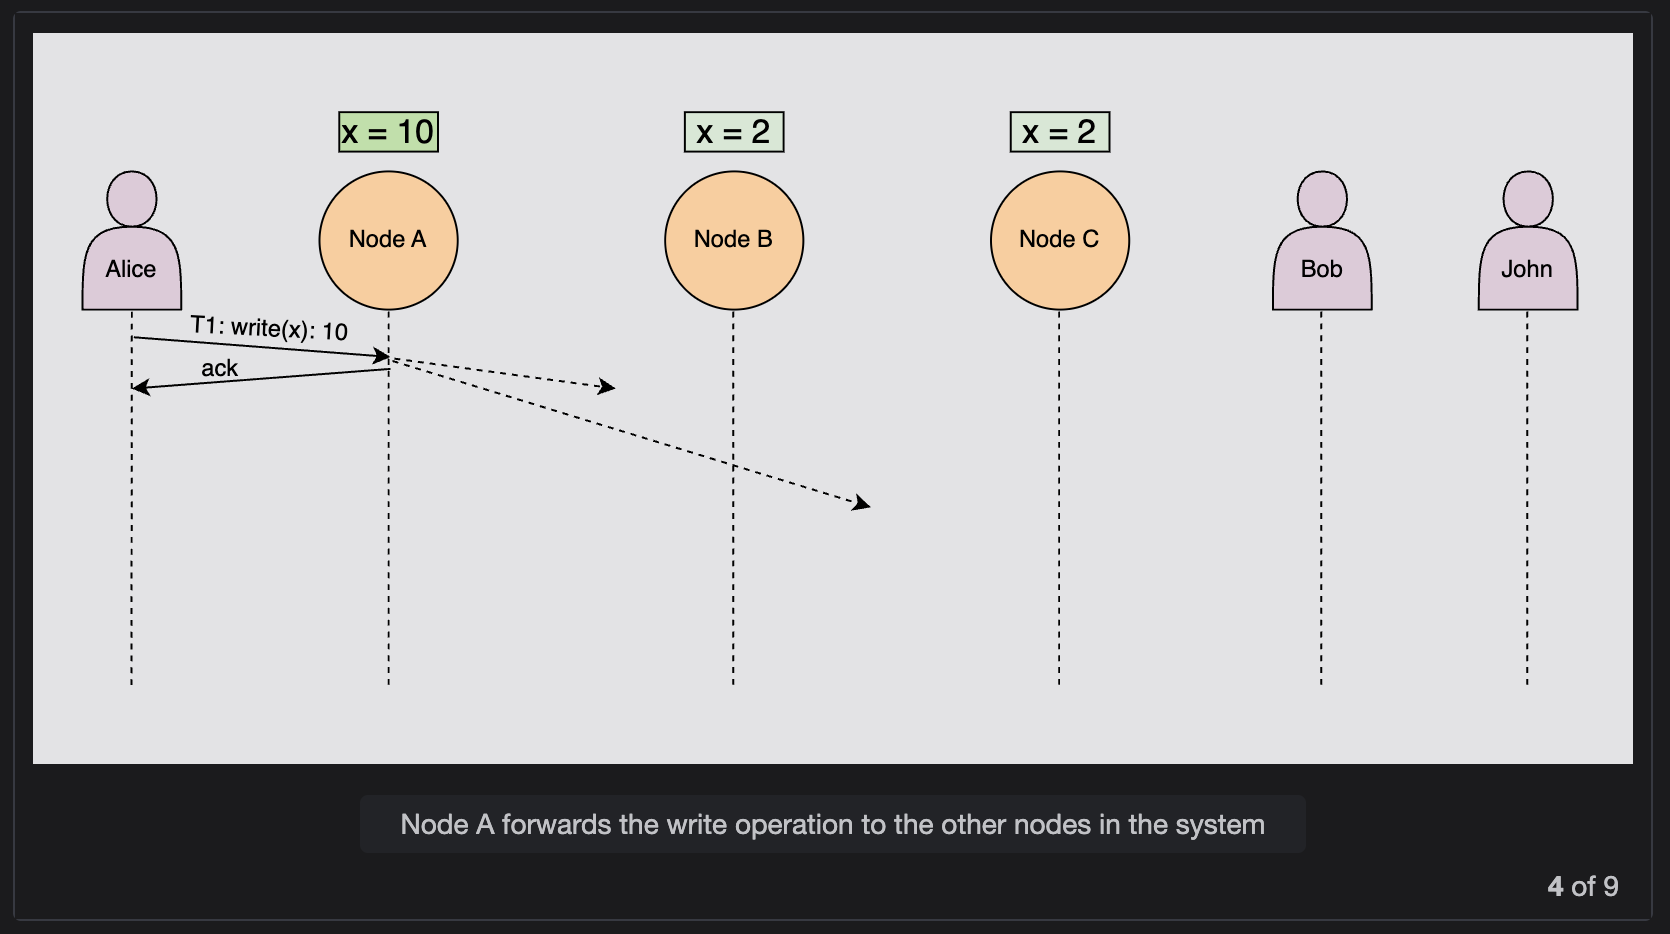 x = 10
x = 2
x = 2
Alice
Node A
Node B
Node C
Bob
John
T1: write(x): 10
ack
Node A forwards the write operation to the other nodes in the system
4 of 9